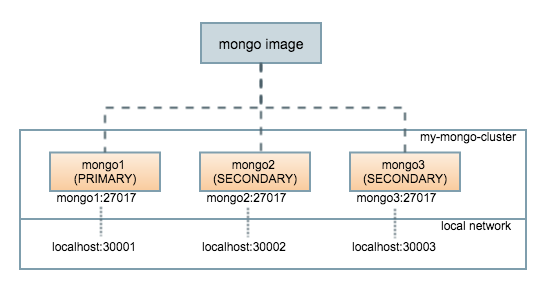 mongo image
my-mongo-cluster
mongo1
(PRIMARY)
mongo2
(SECONDARY)
mongo3
(SECONDARY)
mongo1:27017
mongo2:27017
mongo3:27017
local network
localhost:30001
localhost:30002
localhost:30003